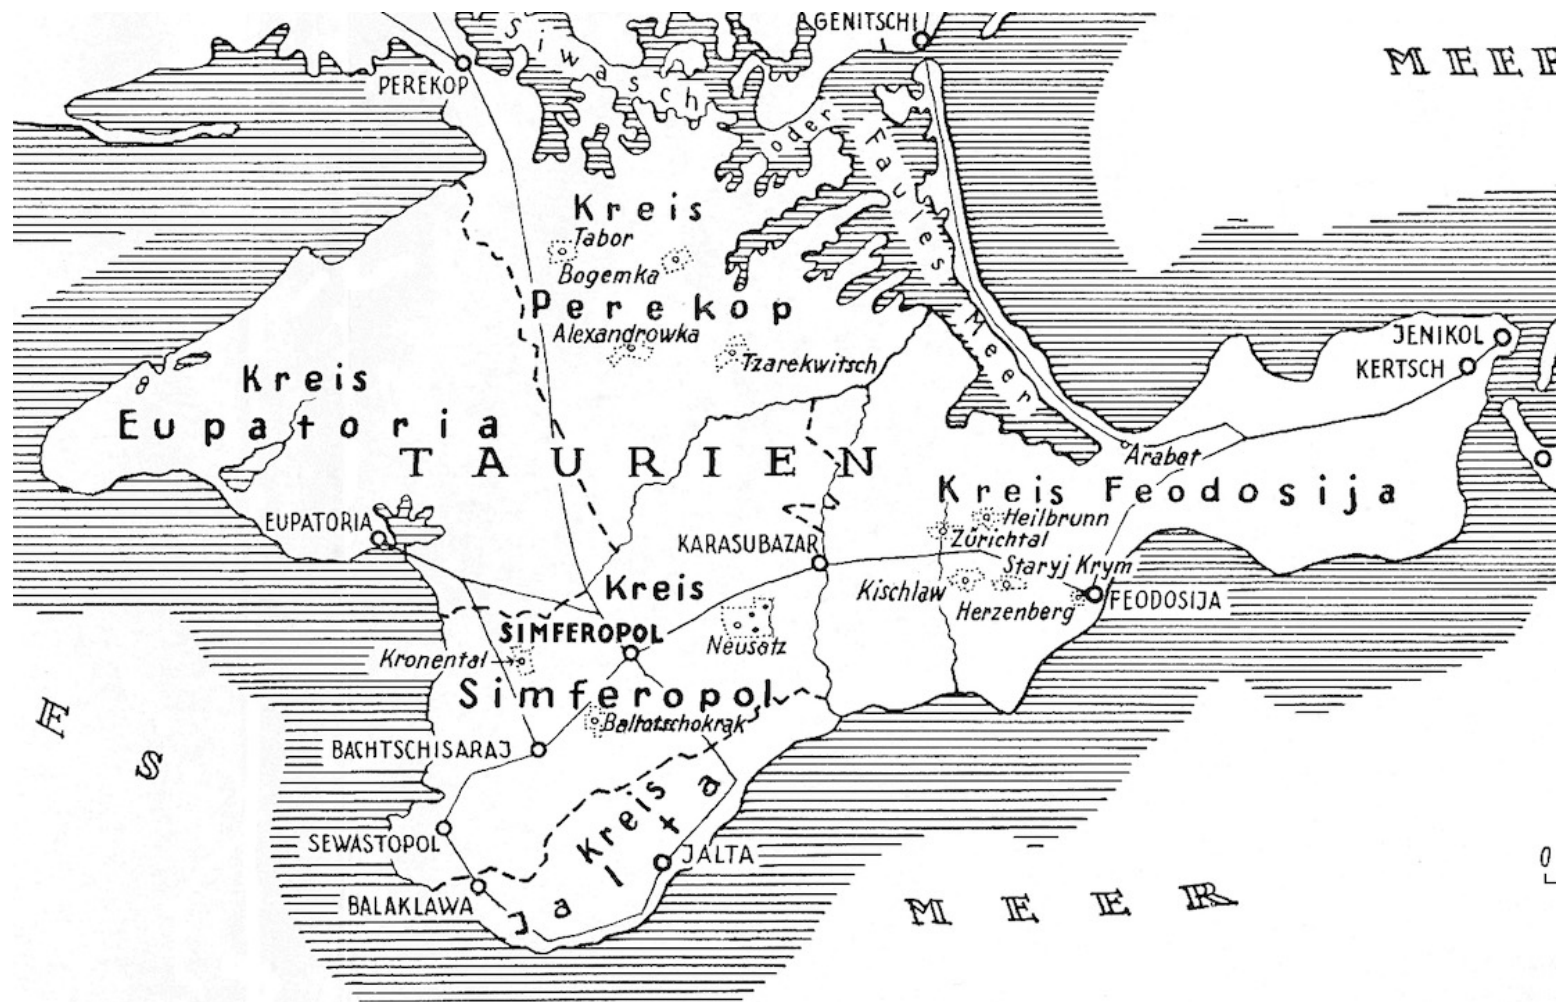 GENITSCHI
Siwasch
MEER
PEREKOP
oder
Faules
Meer
Kreis
Tabor
Bogemka
Perekop
Alexandrowka
Tzarekwitsch
JENIKOL
KERTSCH
Kreis
Eupatoria
TAURIEN
Arabat
Kreis Feodosija
EUPATORIA
Heilbrunn
Zürichtal
KARASUBAZAR
Staryj Krym
Kischlaw
Herzenberg
FEODOSIJA
Kreis
SIMFEROPOL
Neusatz
Kronental
Simferopol
Baltatschokrak
BACHTSCHISARAJ
ES
Kreis
Jalta
SEWASTOPOL
JALTA
BALAKLAWA
MEER
0